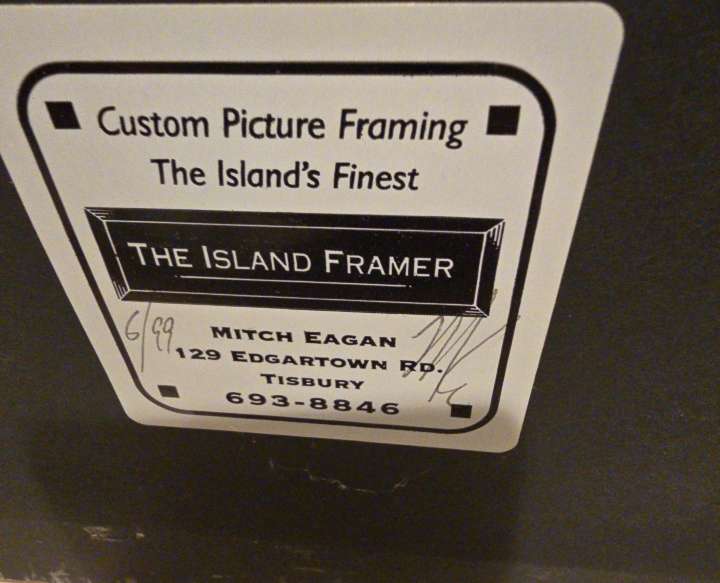 Custom Picture Framing
The Island's Finest
THE ISLAND FRAMER
6/99
MITCH EAGAN
129 EDGARTOWN RD.
TISBURY
693-8846